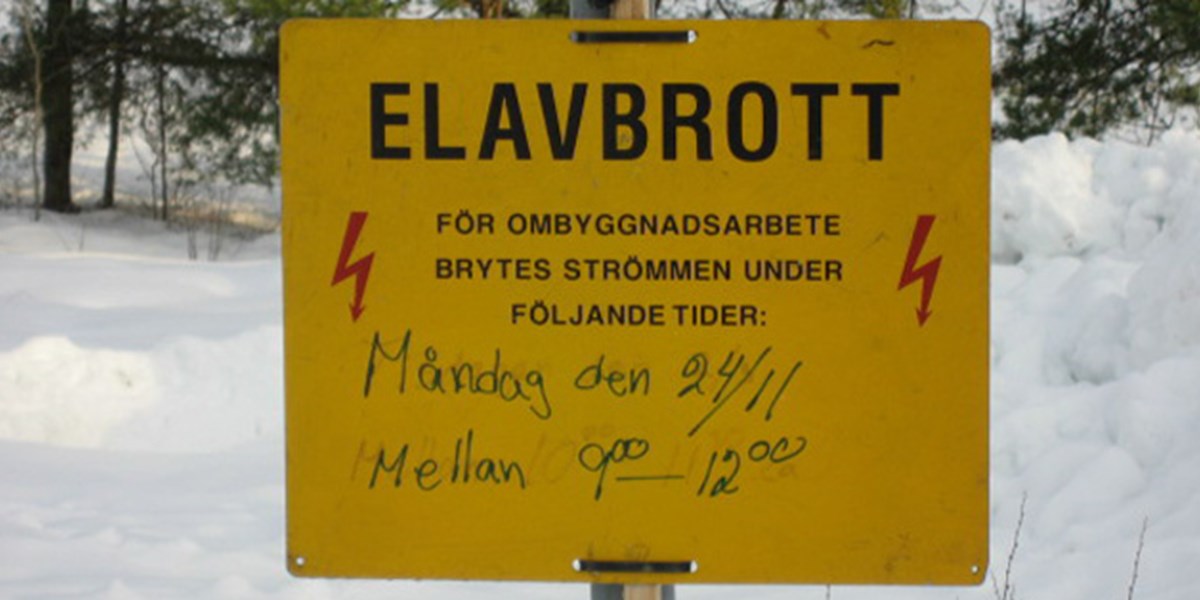 ELAVBROTT
FÖR OMBYGGNADSARBETE
BRYTES STRÖMMEN UNDER
FÖLJANDE TIDER:
Måndag den 24/11
Mellan 9⁰⁰ — 12⁰⁰